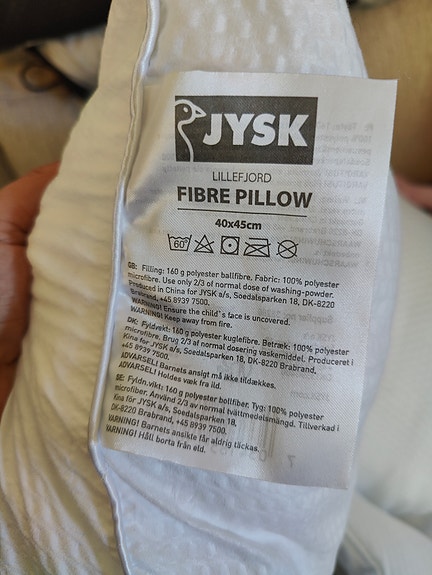 JYSK
LILLEFJORD
FIBRE PILLOW
40x45cm
60°
GB: Filling: 160 g polyester ballfibre, Fabric: 100% polyester
microfibre. Use only 2/3 of normal dose of washing-powder.
Produced in China for JYSK a/s, Soedalsparken 18, DK-8220
Brabrand, +45 8939 7500.
WARNING! Ensure the child's face is uncovered.
WARNING! Keep away from fire.
DK: Fyldvækt: 160 g polyester kuglefibre. Betræk: 100% polyester
microfibre, Brug 2/3 af normal dosering vaskemiddel. Produceret i
Kina for JYSK a/s, Soedalsparken 18, DK-8220 Brabrand,
+45 8939 7500.
ADVARSEL! Barnets ansigt må ikke tildækkes.
ADVARSEL! Holdes væk fra ild.
SE: Fyldn.vikt: 160 g polyester bollfiber. Tyg: 100% polyester
microfiber. Använd 2/3 av normal tvättmedelsmängd. Tillverkad i
Kina för JYSK a/s, Soedalsparken 18,
DK-8220 Brabrand, +45 8939 7500.
VARNING! Barnets ansikte får aldrig täckas.
VARNING! Håll borta från eld.